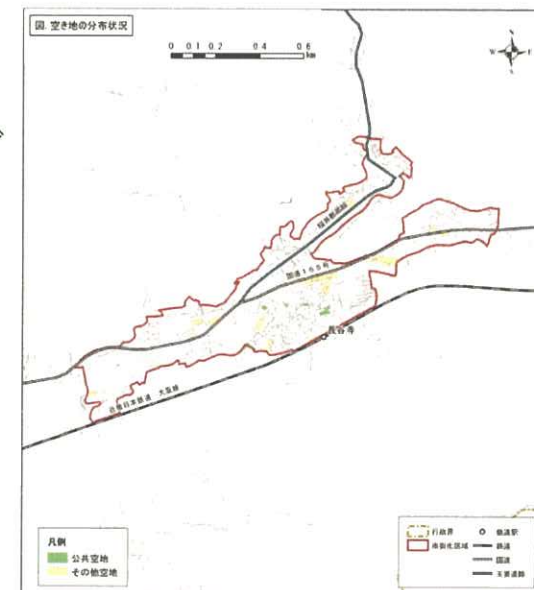 図. 空き地の分布状況
0 0.1 0.2 0.4 0.6
km
W E
国道165号
長谷寺
近畿日本鉄道 大阪線
凡例
公共空地
その他空地
行政界
市街化区域
鉄道駅
鉄道
国道
主要道路